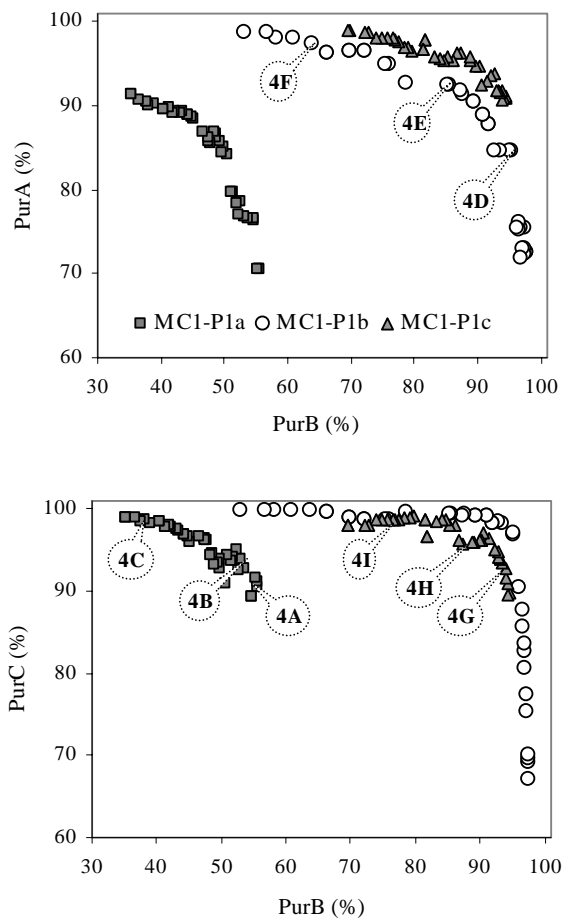 100
90
80
70
60
PurA (%)
4F
4E
4D
MC1-P1a MC1-P1b MC1-P1c
30 40 50 60 70 80 90 100
PurB (%)
100
90
80
70
60
PurC (%)
4C
4B
4A
4I
4H
4G
30 40 50 60 70 80 90 100
PurB (%)